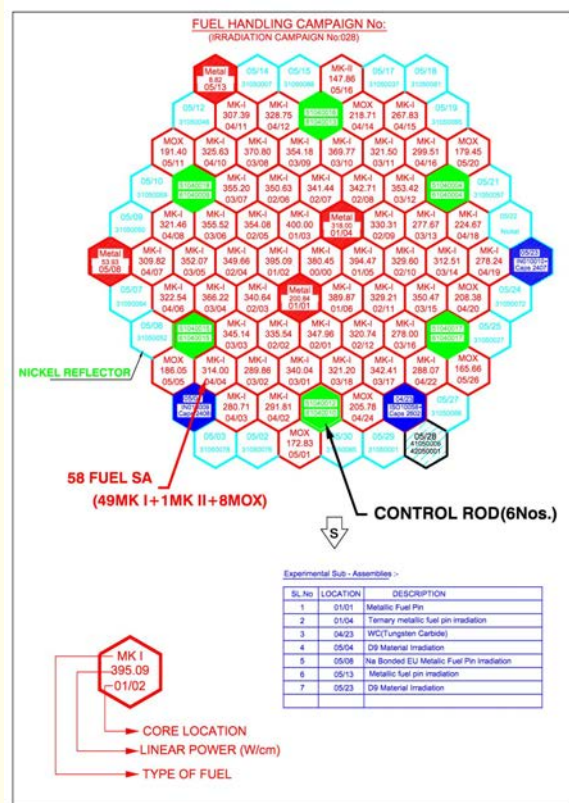 FUEL HANDLING CAMPAIGN No:
(IRRADIATION CAMPAIGN No:028)
05/14
05/15
MK-II
147.86
05/16
05/17
05/18
Metal
8.82
05/13
05/12
MK-I
307.39
04/11
MK-I
328.75
04/12
MOX
218.71
04/14
MK-I
267.83
04/15
05/19
MOX
191.40
05/11
MK-I
325.63
04/10
MK-I
370.80
03/08
MK-I
354.18
03/09
MK-I
369.77
03/10
MK-I
321.50
03/11
MK-I
299.51
04/16
MOX
179.45
05/20
05/10
MK-I
355.20
03/07
MK-I
350.63
02/06
MK-I
341.44
02/07
MK-I
342.71
02/08
MK-I
353.42
03/12
05/21
05/09
MK-I
321.46
04/08
MK-I
355.52
03/06
MK-I
354.08
02/05
MK-I
400.00
01/03
Metal
318.00
01/04
MK-I
330.31
02/09
MK-I
277.67
03/13
MK-I
224.67
04/18
05/22
Nickel
Metal
53.93
05/08
MK-I
309.82
04/07
MK-I
352.07
03/05
MK-I
349.66
02/04
MK-I
395.09
01/02
MK-I
380.45
00/00
MK-I
394.47
01/05
MK-I
329.60
02/10
MK-I
312.51
03/14
MK-I
278.24
04/19
05/23
Caps 2407
05/07
MK-I
322.54
04/06
MK-I
366.22
03/04
MK-I
340.64
02/03
Metal
200.84
01/01
MK-I
389.87
01/06
MK-I
329.21
02/11
MK-I
350.47
03/15
MOX
208.38
04/20
05/24
05/06
MK-I
345.14
03/03
MK-I
335.54
02/02
MK-I
347.96
02/01
MK-I
320.74
02/12
MK-I
278.00
03/16
05/25
NICKEL REFLECTOR
MOX
186.05
05/05
MK-I
314.00
04/04
MK-I
289.86
03/02
MK-I
340.04
03/01
MK-I
321.20
03/18
MK-I
342.41
03/17
MK-I
288.07
04/22
MOX
165.66
05/26
MK-I
280.71
04/03
MK-I
291.81
04/02
MOX
205.78
04/24
04/23
05/27
05/03
05/02
MOX
172.83
05/01
05/30
05/29
05/28
41050006
42050001
58 FUEL SA
(49MK I+1MK II+8MOX)
CONTROL ROD(6Nos.)
S
Experimental Sub - Assemblies :-
SL.No LOCATION DESCRIPTION
1 01/01 Metallic Fuel Pin
2 01/04 Ternary metallic fuel pin irradiation
3 04/23 WC(Tungsten Carbide)
4 05/04 D9 Material Irradiation
5 05/08 Na Bonded EU Metalic Fuel Pin Irradiation
6 05/13 Metallic fuel pin irradiation
7 05/23 D9 Material Irradiation
MK I
395.09
01/02
CORE LOCATION
LINEAR POWER (W/cm)
TYPE OF FUEL